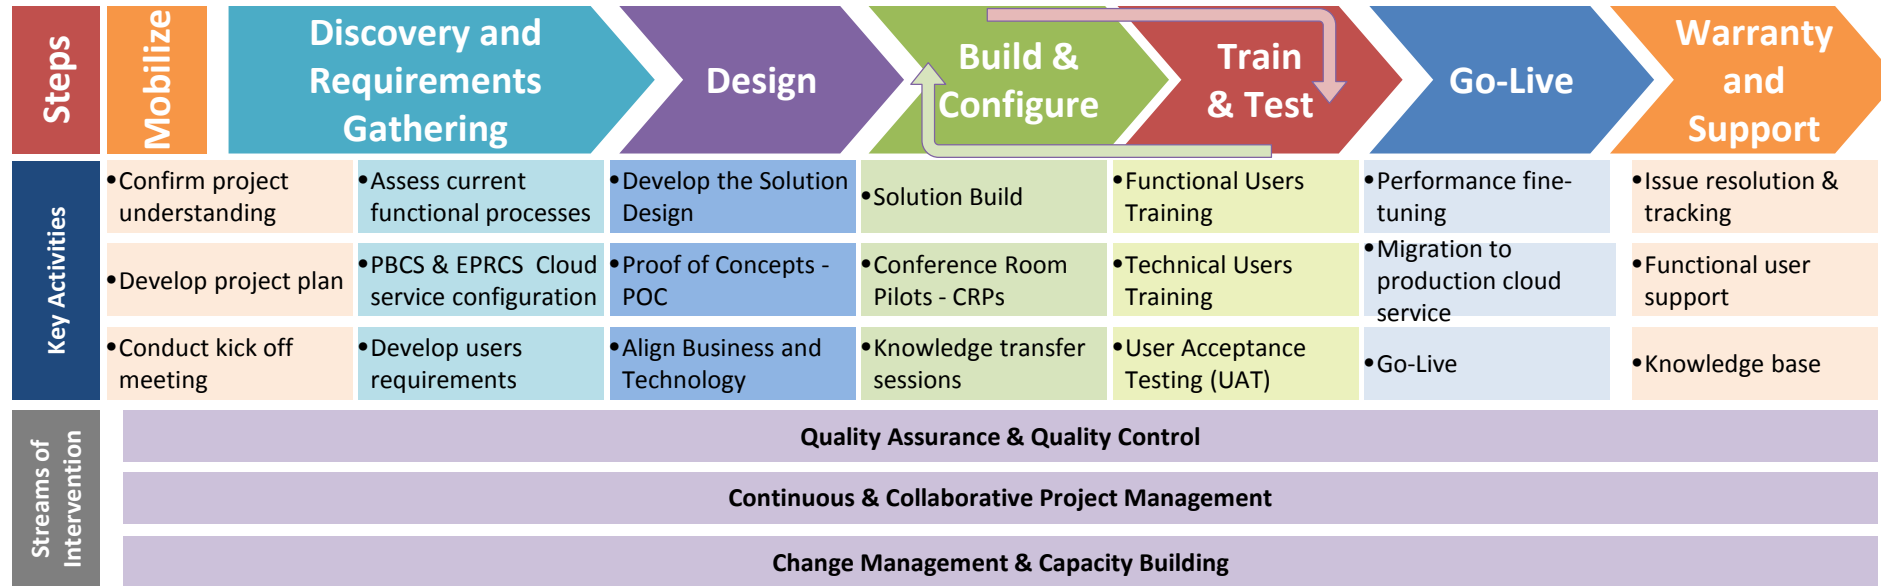 Steps
Mobilize
Discovery and
Requirements
Gathering
Design
Build &
Configure
Train
& Test
Go-Live
Warranty
and
Support
Key Activities
•Confirm project
understanding
•Assess current
functional processes
•Develop the Solution
Design
•Solution Build
•Functional Users
Training
•Performance fine-
tuning
•Issue resolution &
tracking
•Develop project plan
•PBCS & EPRCS Cloud
service configuration
•Proof of Concepts -
POC
•Conference Room
Pilots - CRPs
•Technical Users
Training
•Migration to
production cloud
service
•Functional user
support
•Conduct kick off
meeting
•Develop users
requirements
•Align Business and
Technology
•Knowledge transfer
sessions
•User Acceptance
Testing (UAT)
•Go-Live
•Knowledge base
Streams of
Intervention
Quality Assurance & Quality Control
Continuous & Collaborative Project Management
Change Management & Capacity Building